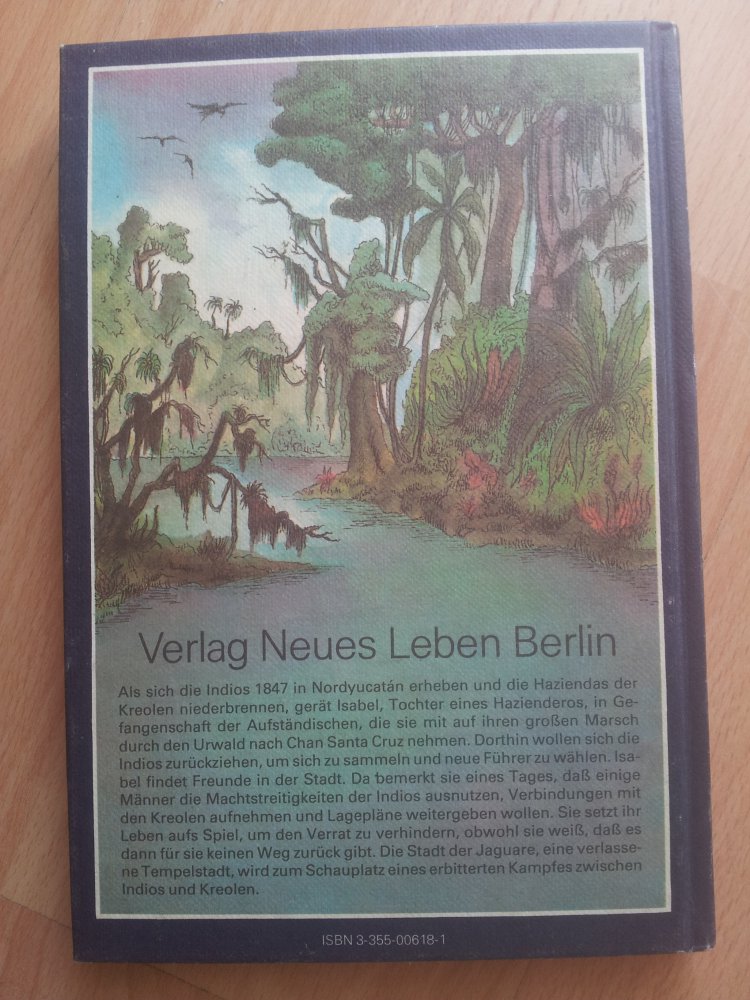 Verlag Neues Leben Berlin
Als sich die Indios 1847 in Nordyucatán erheben und die Haziendas der
Kreolen niederbrennen, gerät Isabel, Tochter eines Hazienderos, in Ge-
fangenschaft der Aufständischen, die sie mit auf ihren großen Marsch
durch den Urwald nach Chan Santa Cruz nehmen. Dorthin wollen sich die
Indios zurückziehen, um sich zu sammeln und neue Führer zu wählen. Isa-
bel findet Freunde in der Stadt. Da bemerkt sie eines Tages, daß einige
Männer die Machtstreitigkeiten der Indios ausnutzen, Verbindungen mit
den Kreolen aufnehmen und Lagepläne weitergeben wollen. Sie setzt ihr
Leben aufs Spiel, um den Verrat zu verhindern, obwohl sie weiß, daß es
dann für sie keinen Weg zurück gibt. Die Stadt der Jaguare, eine verlasse-
ne Tempelstadt, wird zum Schauplatz eines erbitterten Kampfes zwischen
Indios und Kreolen.
ISBN 3-355-00618-1